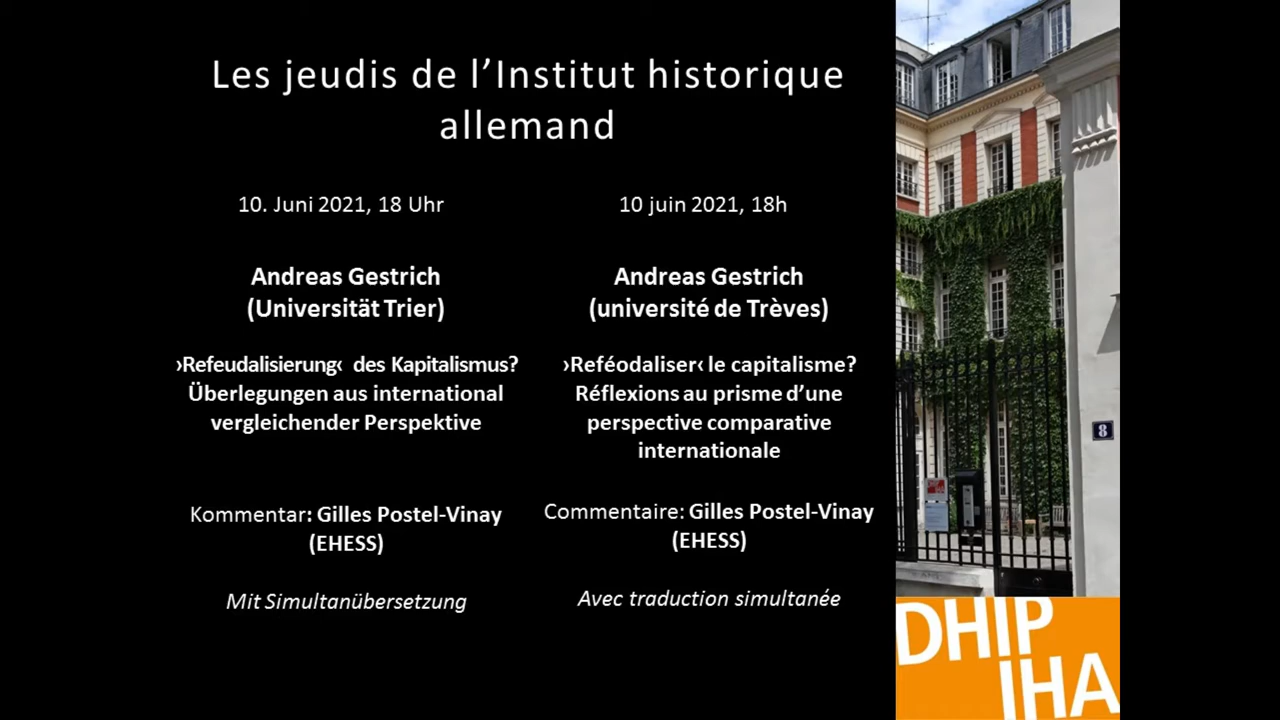 Les jeudis de l’Institut historique
allemand
10. Juni 2021, 18 Uhr
Andreas Gestrich
(Universität Trier)
›Refeudalisierung‹ des Kapitalismus?
Überlegungen aus international
vergleichender Perspektive
Kommentar: Gilles Postel-Vinay
(EHESS)
Mit Simultanübersetzung
10 juin 2021, 18h
Andreas Gestrich
(université de Trèves)
›Reféodaliser‹ le capitalisme?
Réflexions au prisme d’une
perspective comparative
internationale
Commentaire: Gilles Postel-Vinay
(EHESS)
Avec traduction simultanée
8
DHIP
IHA